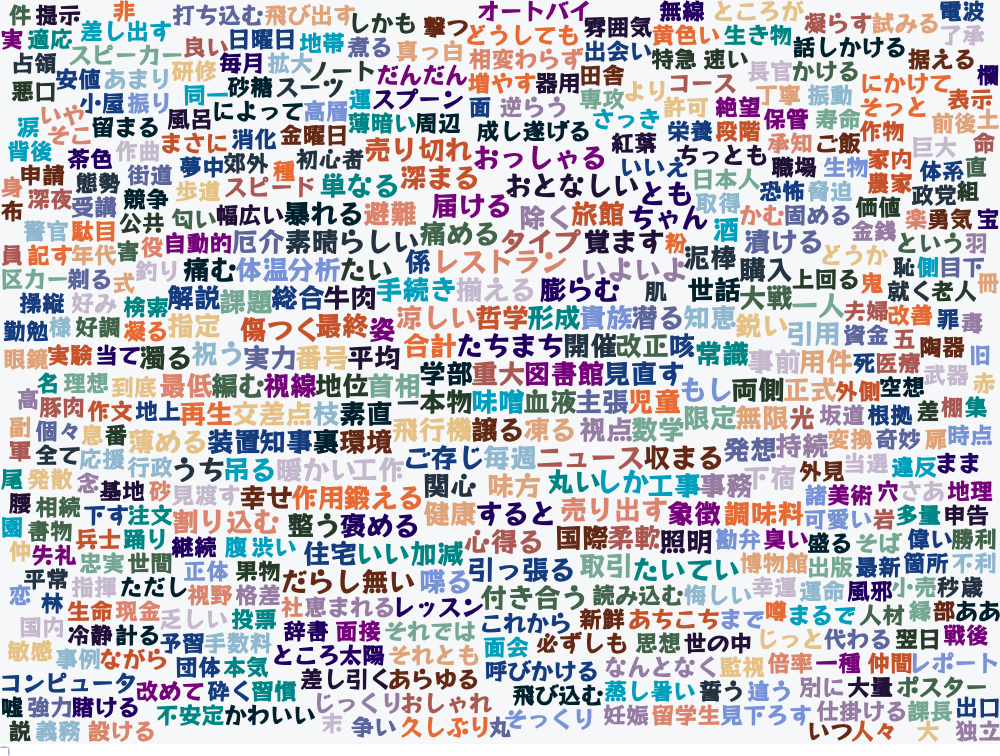 件 提示 非 打ち込む 飛び出す しかも 撃つ オートバイ 雰囲気 無線 ところが 凝らす 試みる 電波
実 適応 差し出す 良い 日曜日 地帯 煮る 真っ白 どうしても 出会い 黄色い 生き物 話しかける 了承
占領 スピーカー 研修 毎月 拡大 ノート だんだん 相変わらず 田舎 特急 速い 長官 かける 据える 欄
悪口 安値 あまり 同一 砂糖 スーツ 運 スプーン 増やす 器用 専攻 より コース 丁寧 振動 にかけて 表示
涙 いや 小屋 振り 風呂 によって 高層 薄暗い 周辺 面 逆らう さっき 許可 絶望 保管 寿命 そっと 前後 土
背後 そこ 留まる 作曲 まさに 消化 金曜日 売り切れ 成し遂げる 紅葉 栄養 段階 承知 ご飯 作物 巨大 命
身 申請 茶色 街道 夢中 郊外 種 初心者 深まる おっしゃる いいえ ちっとも 職場 生物 家内 体系 直
布 深夜 態勢 受講 競争 歩道 スピード 単なる 届ける おとなしい とも 日本人 取得 恐怖 脅迫 農家 政党 組
警官 駄目 公共 匂い 幅広い 暴れる 避難 除く 旅館 ちゃん 酒 かむ 固める 価値 楽 勇気 宝
員 記す 年代 害 役 自動的 厄介 素晴らしい 痛める タイプ 覚ます 粉 泥棒 漬ける 金銭 どうか という 羽
区 カー 剃る 式 釣り 痛む 体温 分析 たい 係 レストラン いよいよ 購入 上回る 鬼 恥 側 目下 冊
操縦 好み 検索 解説 課題 総合 牛肉 手続き 揃える 膨らむ 肌 世話 大戦 一人 夫婦 就く 老人 改善 罪 毒
勤勉 様 好調 凝る 指定 傷つく 最終 姿 涼しい 哲学 形成 貴族 潜る 知恵 鋭い 引用 資金 五 陶器 旧
眼鏡 実験 当て 濁る 祝う 実力 番号 平均 合計 たちまち 開催 改正 咳 常識 事前 用件 死 医療 武器 赤
名 理想 到底 最低 編む 視線 地位 首相 学部 重大 図書館 見直す もし 両側 正式 外側 空想
高 豚肉 作文 地上 再生 交差点 枝 素直 一 本物 味噌 血液 主張 児童 限定 無限 光 坂道 根拠 差 棚 集
副 個々 息 番 薄める 装置 知事 裏 環境 飛行機 譲る 凍る 視点 数学 発想 持続 変換 奇妙 扉 時点
軍 全て 応援 行政 うち 吊る 暖かい 工作 ご存じ 毎週 ニュース 収まる 下宿 外見 当選 違反 まま
尾 発散 念 基地 砂 見渡す 幸せ 作用 鍛える 関心 味方 丸い しか 工事 事務 諸 美術 穴 さあ 地理
腰 相続 下す 注文 割り込む 整う 褒める 健康 すると 売り出す 象徴 調味料 可愛い 岩 多量 申告
園 書物 兵士 踊り 継続 腹 渋い 住宅 いい加減 心得る 国際 柔軟 照明 勘弁 臭い 盛る そば 偉い 勝利
仲 失礼 忠実 世間 正体 果物 だらし無い 喋る 引っ張る 取引 たいてい 博物館 出版 最新 箇所 不利
恋 平常 林 指揮 ただし 視野 格差 社 恵まれる レッスン 付き合う 読み込む 悔しい 幸運 運命 風邪 小売 秒 歳
国内 生命 現金 乏しい 投票 辞書 面接 それでは これから 新鮮 あちこち まで 噂 まるで 人材 縁 部 ああ
敏感 冷静 計る 予習 手数料 ところ 太陽 それとも 面会 必ずしも 思想 世の中 じっと 代わる 翌日 戦後
事例 ながら 団体 本気 差し引く あらゆる 呼びかける なんとなく 監視 倍率 一種 仲間 レポート
コンピュータ 改めて 砕く 習慣 じっくり おしゃれ 飛び込む 蒸し暑い 誓う 違う 別に 大量 ポスター
嘘 強力 賭ける 不安定 かわいい 末 争い 久しぶり 丸 そっくり 妊娠 留学生 見下ろす 仕掛ける 課長 出口
説 義務 設ける いつ 人々 大 独立